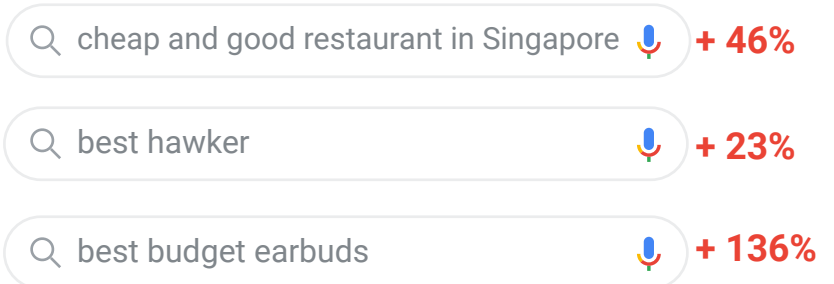 cheap and good restaurant in Singapore + 46%
best hawker + 23%
best budget earbuds + 136%